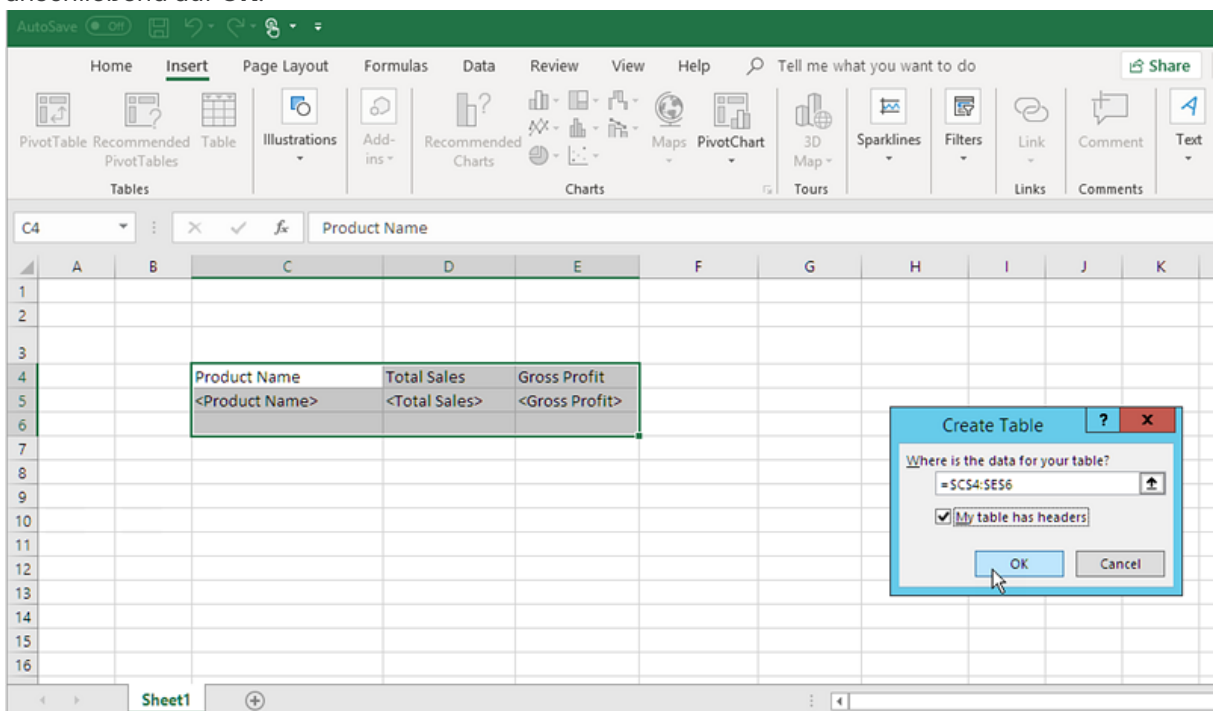 anschließend auf OK.
AutoSave Off
Home Insert Page Layout Formulas Data Review View Help Tell me what you want to do Share
PivotTable Recommended PivotTables Table Illustrations Add-ins Recommended Charts Maps PivotChart 3D Map Sparklines Filters Link Comment Text
Tables Charts Tours Links Comments
C4 fx Product Name
A B C D E F G H I J K
1
2
3
4 Product Name Total Sales Gross Profit
5 <Product Name> <Total Sales> <Gross Profit>
6
7
8
9
10
11
12
13
14
15
16
Create Table ? x
Where is the data for your table?
=$C$4:$E$6
My table has headers
OK Cancel
Sheet1